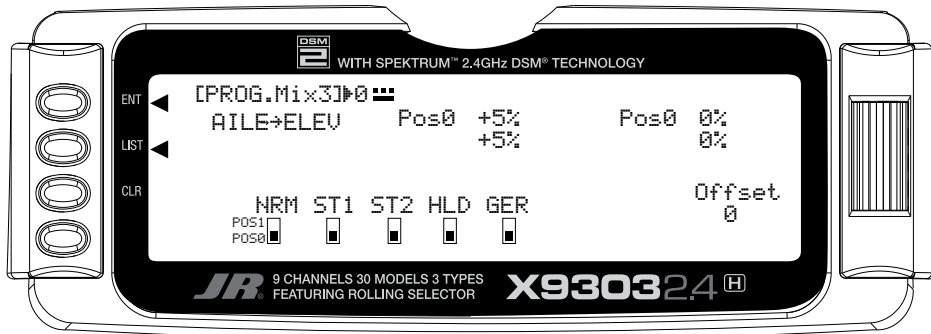 DSM
2
WITH SPEKTRUM™ 2.4GHz DSM® TECHNOLOGY
ENT
LIST
CLR
[PROG.Mix3]▶0
AILE→ELEV Pos0 +5% Pos0 0%
+5% 0%
Offset
0
NRM ST1 ST2 HLD GER
POS1
POS0
JR® 9 CHANNELS 30 MODELS 3 TYPES
FEATURING ROLLING SELECTOR
X9303 2.4 H